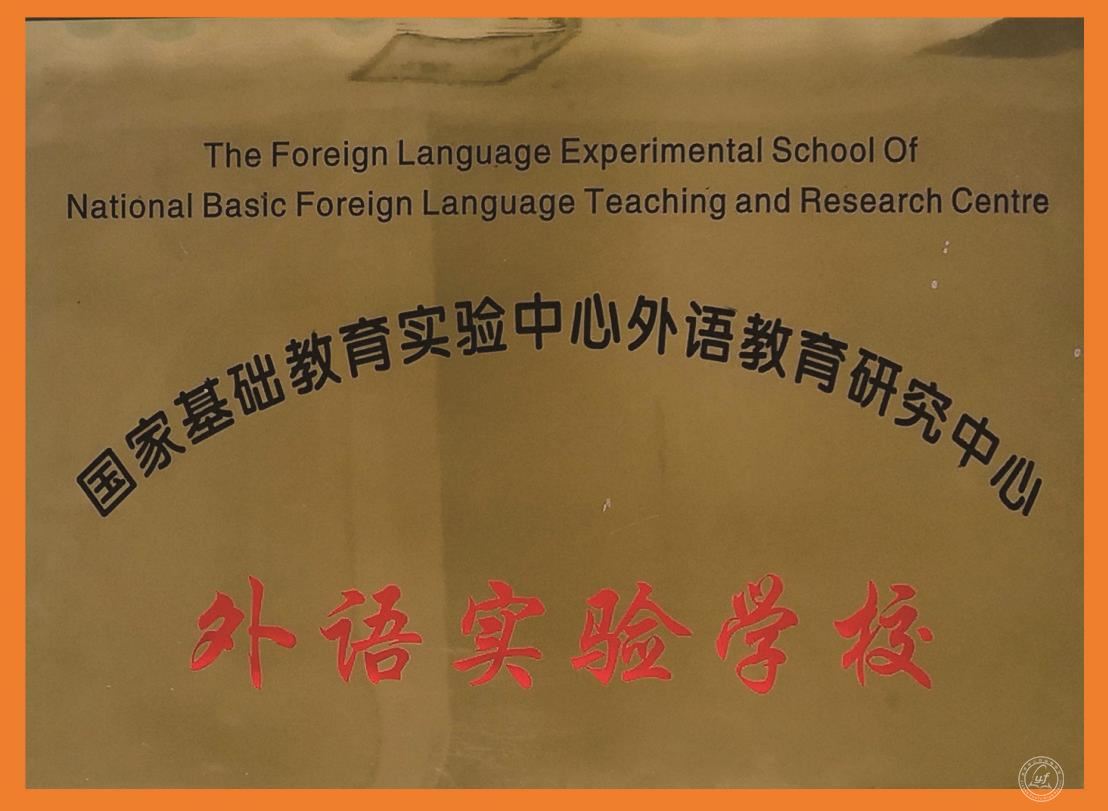 The Foreign Language Experimental School Of
National Basic Foreign Language Teaching and Research Centre
国家基础教育实验中心外语教育研究中心
外语实验学校